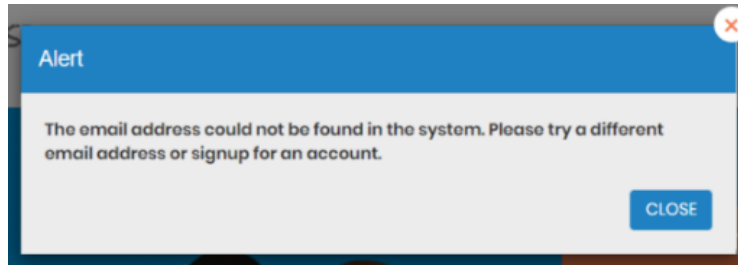 Alert
The email address could not be found in the system. Please try a different
email address or signup for an account.
CLOSE